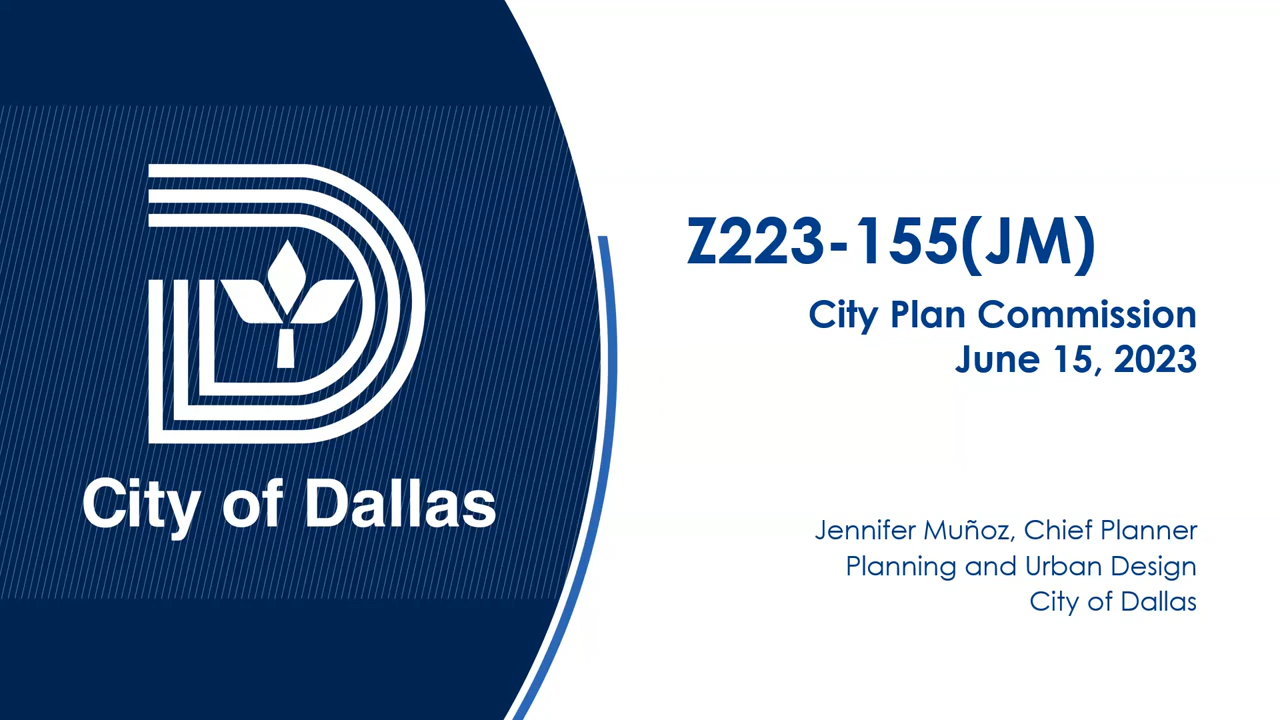 City of Dallas
Z223-155(JM)
City Plan Commission
June 15, 2023
Jennifer Muñoz, Chief Planner
Planning and Urban Design
City of Dallas